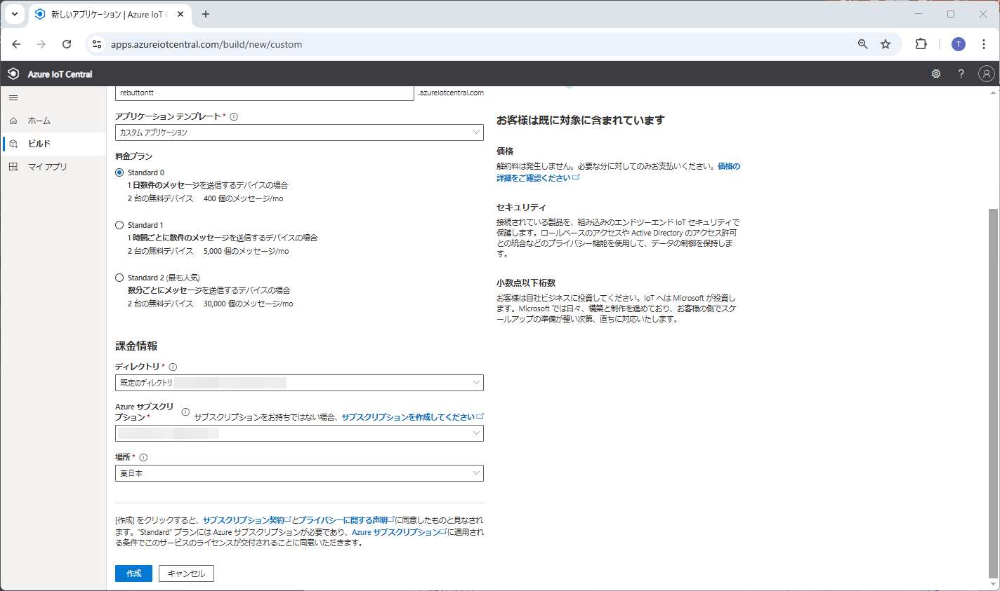 新しいアプリケーション | Azure IoT C
apps.azureiotcentral.com/build/new/custom
T
Azure IoT Central
?
ホーム
ビルド
マイ アプリ
rebuttontt
.azureiotcentral.com
アプリケーション テンプレート *
カスタム アプリケーション
料金プラン
Standard 0
1 日数件のメッセージを送信するデバイスの場合
2 台の無料デバイス 400 個のメッセージ/mo
Standard 1
1 時間ごとに数件のメッセージを送信するデバイスの場合
2 台の無料デバイス 5,000 個のメッセージ/mo
Standard 2 (最も人気)
数分ごとにメッセージを送信するデバイスの場合
2 台の無料デバイス 30,000 個のメッセージ/mo
課金情報
ディレクトリ *
既定のディレクトリ
Azure サブスクリ
プション *
サブスクリプションをお持ちではない場合、サブスクリプションを作成してください
場所 *
東日本
[作成] をクリックすると、サブスクリプション契約とプライバシーに関する声明に同意したものと見なされ
ます。"Standard" プランには Azure サブスクリプションが必要であり、Azure サブスクリプションに適用され
る条件でこのサービスのライセンスが交付されることに同意いただきます。
作成
キャンセル
お客様は既に対象に含まれています
価格
解約料は発生しません。必要な分に対してのみお支払いください。価格の
詳細をご確認ください
セキュリティ
接続されている製品を、組み込みのエンドツーエンド IoT セキュリティで
保護します。ロールベースのアクセスや Active Directory のアクセス許可
との統合などのプライバシー機能を使用して、データの制御を保持しま
す。
小数点以下桁数
お客様は自社ビジネスに投資してください。IoT へは Microsoft が投資し
ます。Microsoft では日々、構築と制作を進めており、お客様の側でスケ
ールアップの準備が整い次第、直ちに対応いたします。